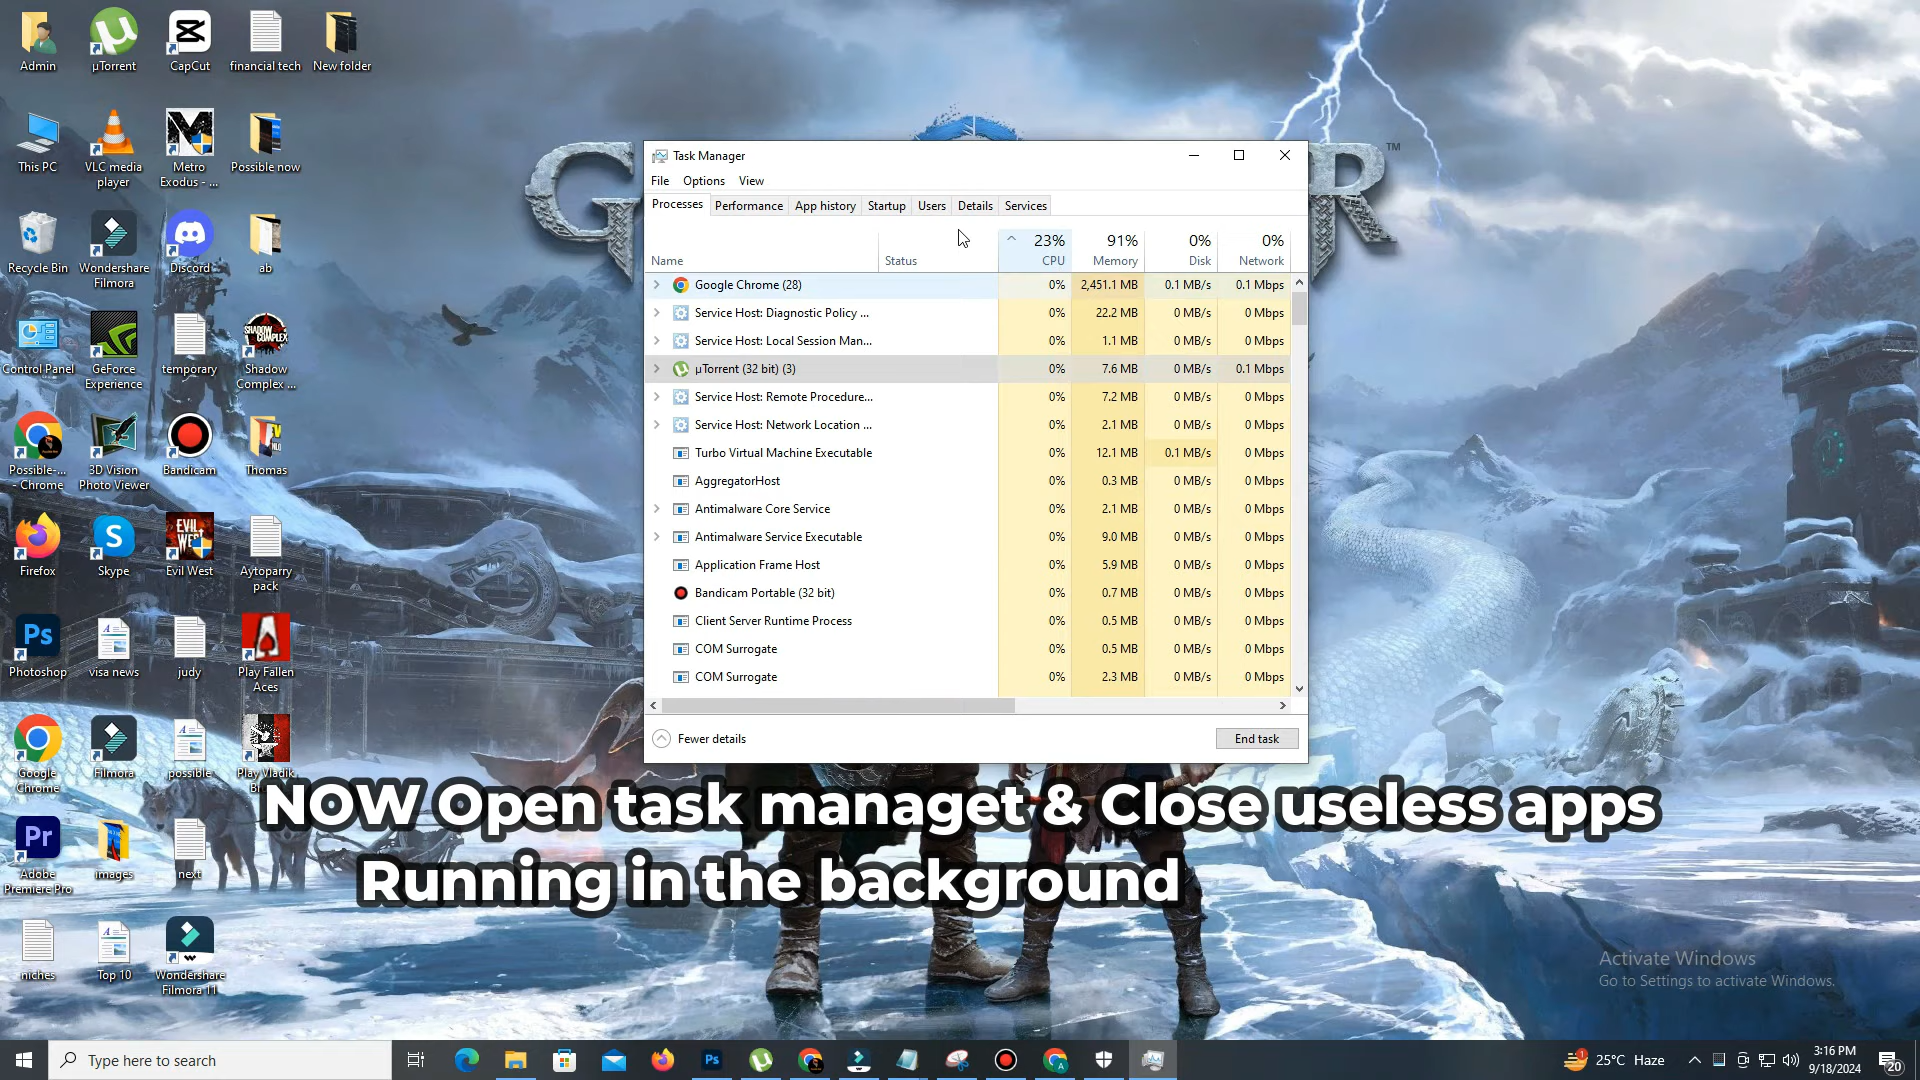 Admin
µTorrent
CapCut
financial tech
New folder
This PC
VLC media player
Metro Exodus - ...
Possible now
Recycle Bin
Wondershare Filmora
Discord
ab
Control Panel
GeForce Experience
temporary
Shadow Complex ...
Possible-... - Chrome
3D Vision Photo Viewer
Bandicam
Thomas
Firefox
Skype
Evil West
Aytoparry pack
Photoshop
visa news
judy
Play Fallen Aces
Google Chrome
Filmora
possible
Adobe Premiere Pro
images
next
niches
Top 10
Wondershare Filmora 11
TM
Task Manager
File Options View
Processes Performance App history Startup Users Details Services
23% 91% 0% 0%
Name Status CPU Memory Disk Network
Google Chrome (28) 0% 2,451.1 MB 0.1 MB/s 0.1 Mbps
Service Host: Diagnostic Policy ... 0% 22.2 MB 0 MB/s 0 Mbps
Service Host: Local Session Man... 0% 1.1 MB 0 MB/s 0 Mbps
µTorrent (32 bit) (3) 0% 7.6 MB 0 MB/s 0.1 Mbps
Service Host: Remote Procedure... 0% 7.2 MB 0 MB/s 0 Mbps
Service Host: Network Location ... 0% 2.1 MB 0 MB/s 0 Mbps
Turbo Virtual Machine Executable 0% 12.1 MB 0.1 MB/s 0 Mbps
AggregatorHost 0% 0.3 MB 0 MB/s 0 Mbps
Antimalware Core Service 0% 2.1 MB 0 MB/s 0 Mbps
Antimalware Service Executable 0% 9.0 MB 0 MB/s 0 Mbps
Application Frame Host 0% 5.9 MB 0 MB/s 0 Mbps
Bandicam Portable (32 bit) 0% 0.7 MB 0 MB/s 0 Mbps
Client Server Runtime Process 0% 0.5 MB 0 MB/s 0 Mbps
COM Surrogate 0% 0.5 MB 0 MB/s 0 Mbps
COM Surrogate 0% 2.3 MB 0 MB/s 0 Mbps
Fewer details End task
NOW Open task managet & Close useless apps
Running in the background
Activate Windows
Go to Settings to activate Windows.
Type here to search
25°C Haze
3:16 PM
9/18/2024
20